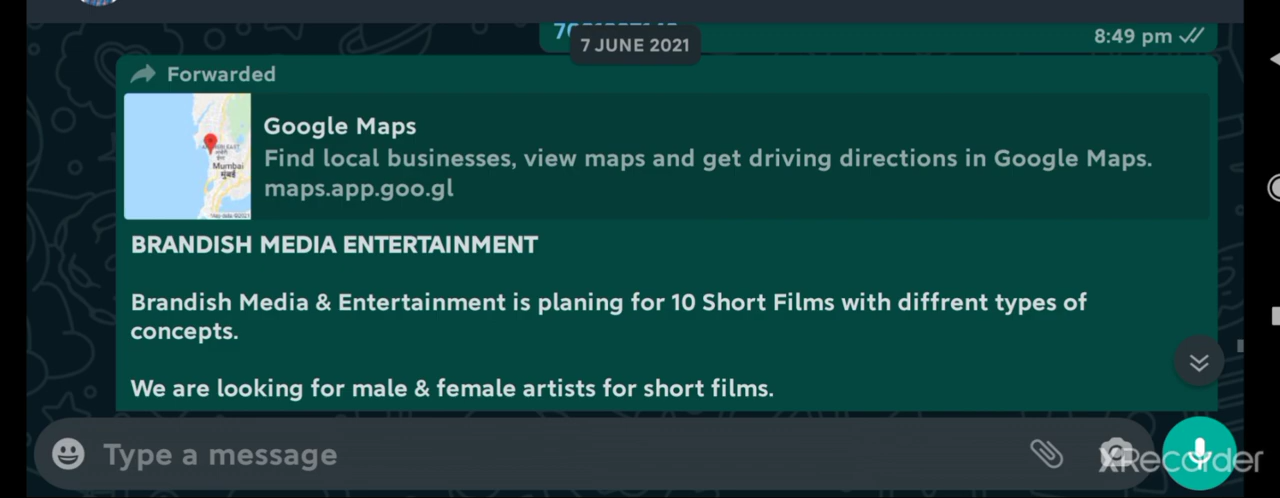 7 JUNE 2021
8:49 pm
Forwarded
Google Maps
Find local businesses, view maps and get driving directions in Google Maps.
maps.app.goo.gl
Mumbai
मुंबई
BRANDISH MEDIA ENTERTAINMENT
Brandish Media & Entertainment is planing for 10 Short Films with diffrent types of
concepts.
We are looking for male & female artists for short films.
Type a message
XRecorder